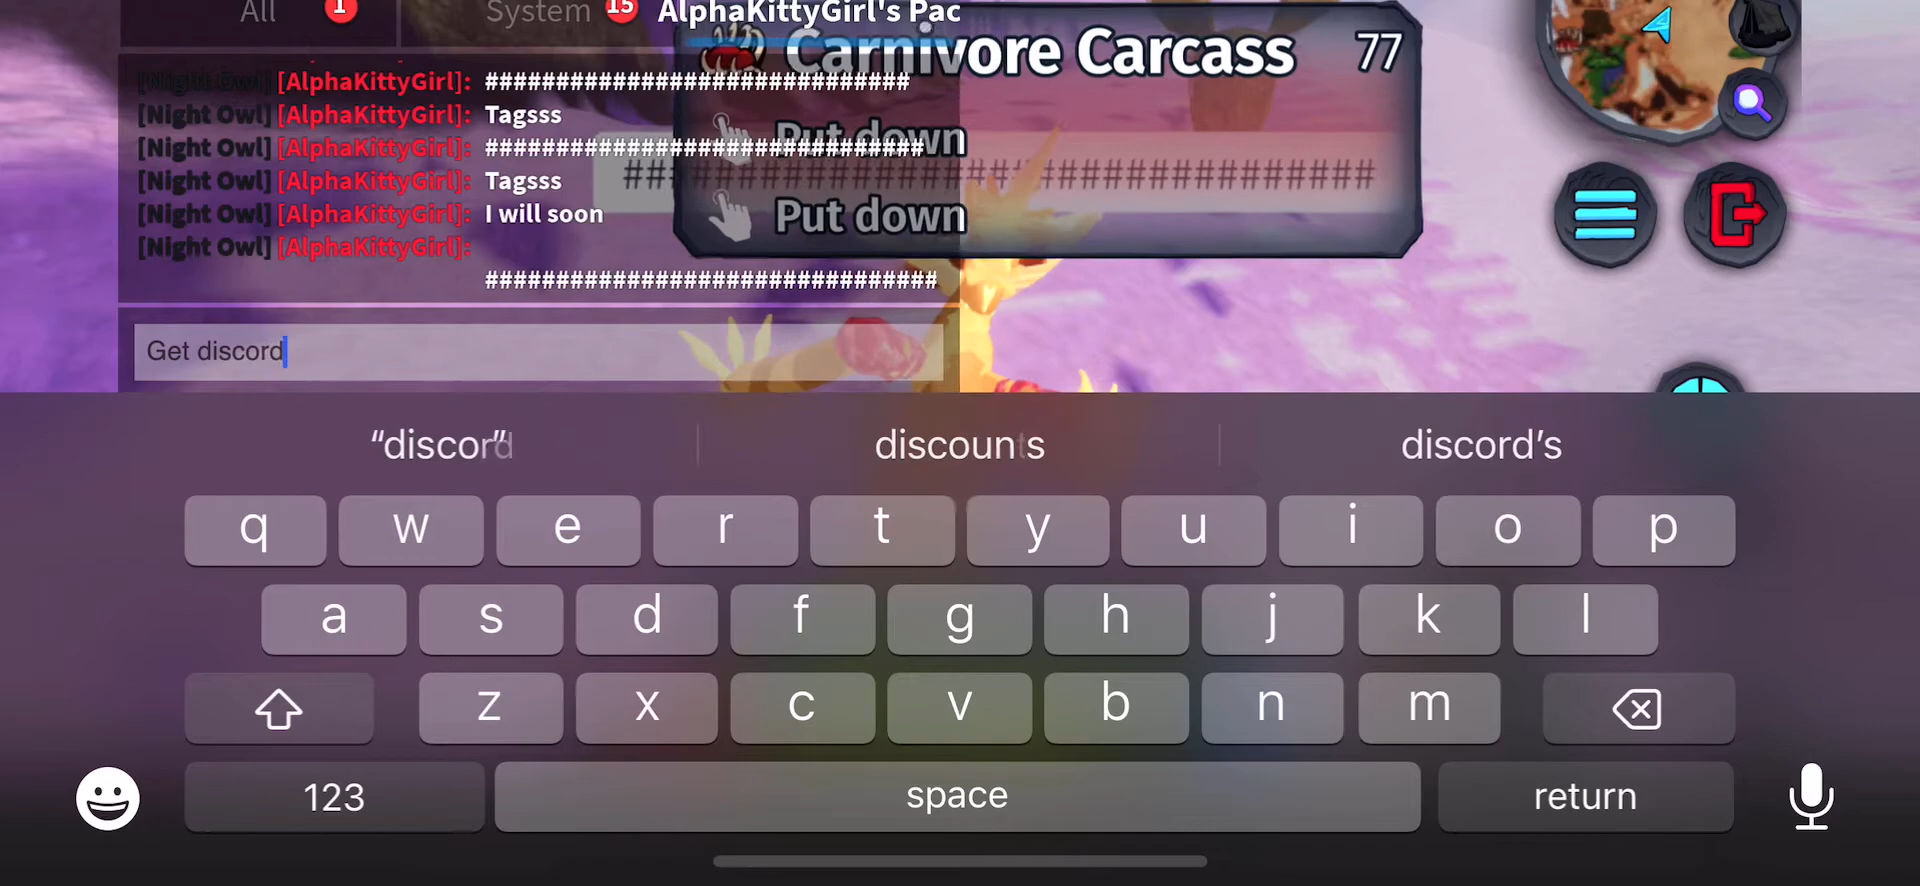 All 1 System 15 AlphaKittyGirl's Pac
Carnivore Carcass 77
[Night Owl] [AlphaKittyGirl]: ##############################
[Night Owl] [AlphaKittyGirl]: Tagsss
Put down
[Night Owl] [AlphaKittyGirl]: ###############################
[Night Owl] [AlphaKittyGirl]: Tagsss
[Night Owl] [AlphaKittyGirl]: I will soon
Put down
[Night Owl] [AlphaKittyGirl]:
################################
Get discord
discounts discord's
q w e r t y u i o p
a s d f g h j k l
z x c v b n m
123 space return